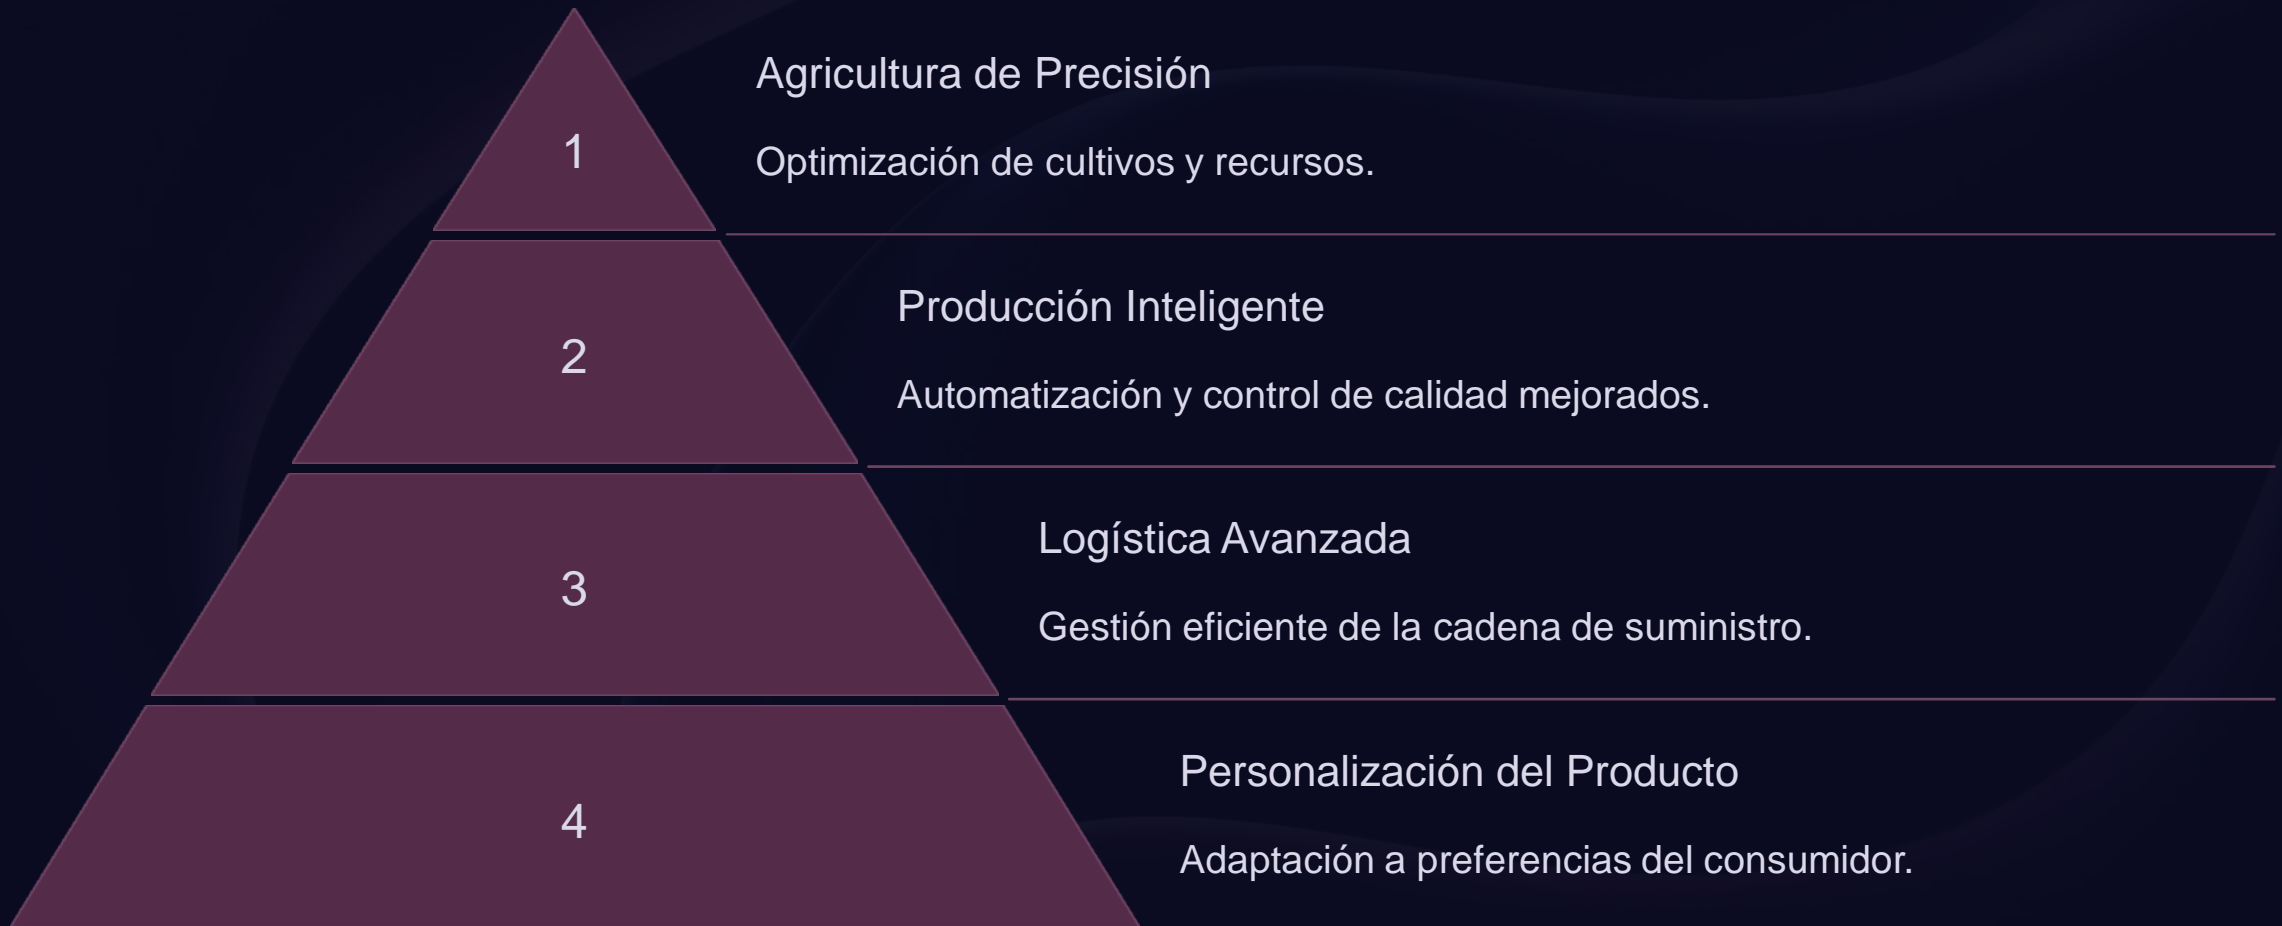 1
Agricultura de Precisión
Optimización de cultivos y recursos.
2
Producción Inteligente
Automatización y control de calidad mejorados.
3
Logística Avanzada
Gestión eficiente de la cadena de suministro.
4
Personalización del Producto
Adaptación a preferencias del consumidor.